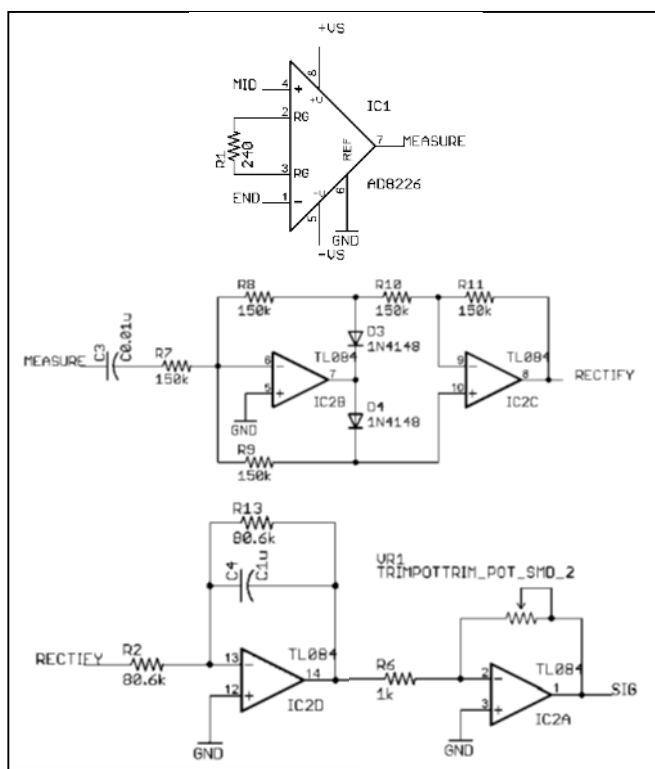 +VS
8
MID
4
+
+U
IC1
2
RG
R1
240
REF
7
MEASURE
3
RG
6
AD8226
END
1
-
-U
5
GND
-VS
R8
R10
R11
150k
150k
150k
D3
1N4148
MEASURE
C3
C0.01u
R7
150k
6
-
TL084
7
5
+
IC2B
GND
9
-
TL084
8
RECTIFY
10
+
IC2C
D4
1N4148
R9
150k
R13
80.6k
C4
C1u
VR1
TRIMPOTTRIM_POT_SMD_2
RECTIFY
R2
80.6k
13
-
TL084
14
12
+
IC2D
GND
R6
1k
2
-
TL084
1
SIG
3
+
IC2A
GND